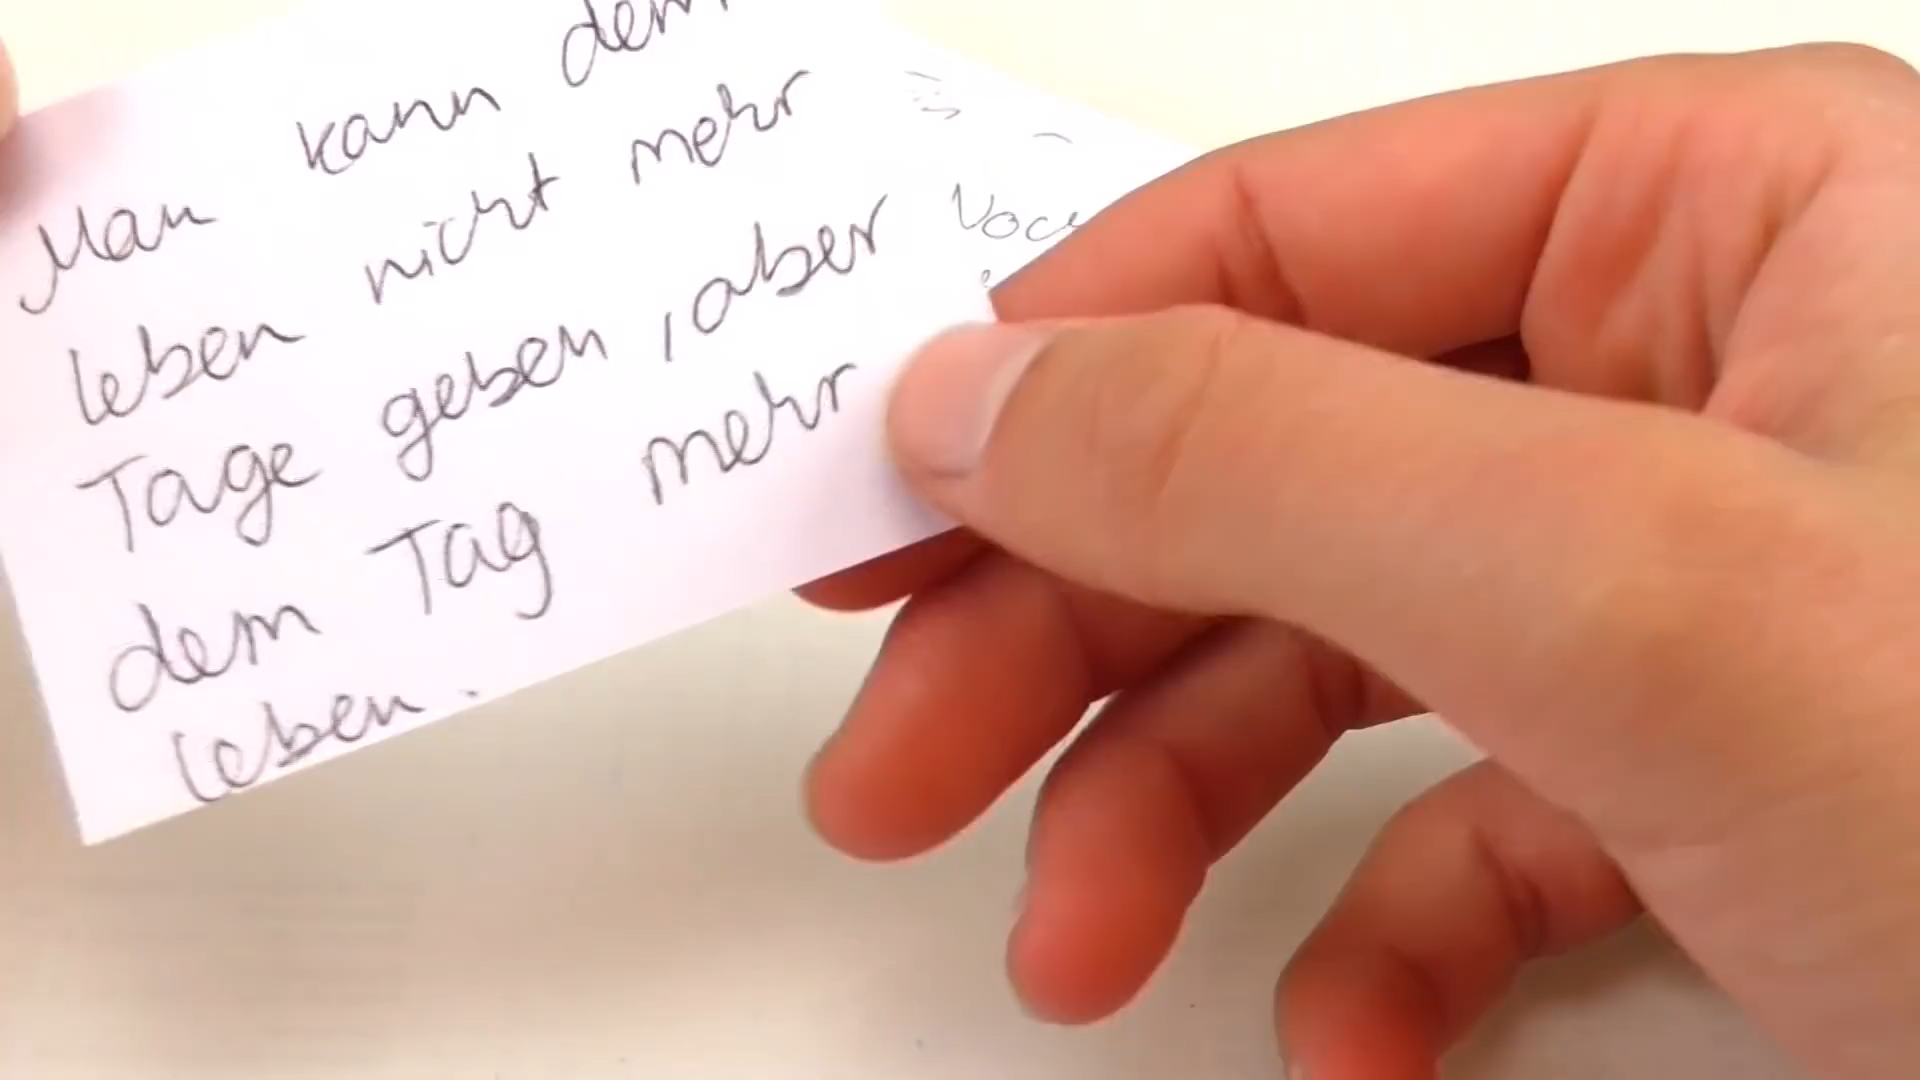 Man kann dem
leben nicht mehr
Tage geben, aber
dem Tag mehr
leben.